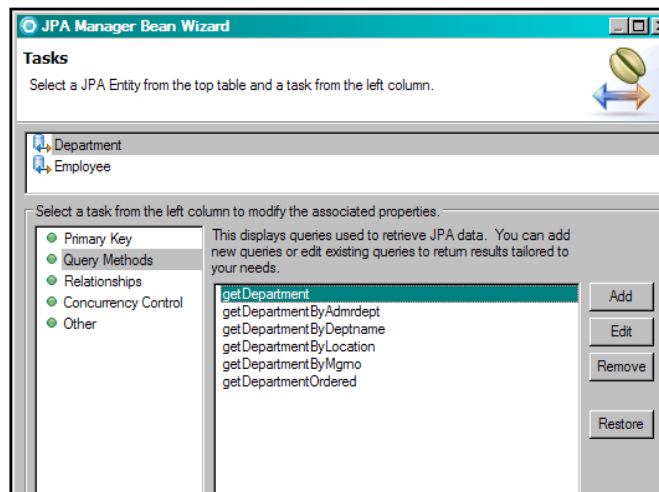 JPA Manager Bean Wizard
Tasks
Select a JPA Entity from the top table and a task from the left column.
Department
Employee
Select a task from the left column to modify the associated properties.
Primary Key
Query Methods
Relationships
Concurrency Control
Other
This displays queries used to retrieve JPA data. You can add
new queries or edit existing queries to return results tailored to
your needs.
getDepartment
getDepartmentByAdmrdept
getDepartmentByDeptname
getDepartmentByLocation
getDepartmentByMgrno
getDepartmentOrdered
Add
Edit
Remove
Restore